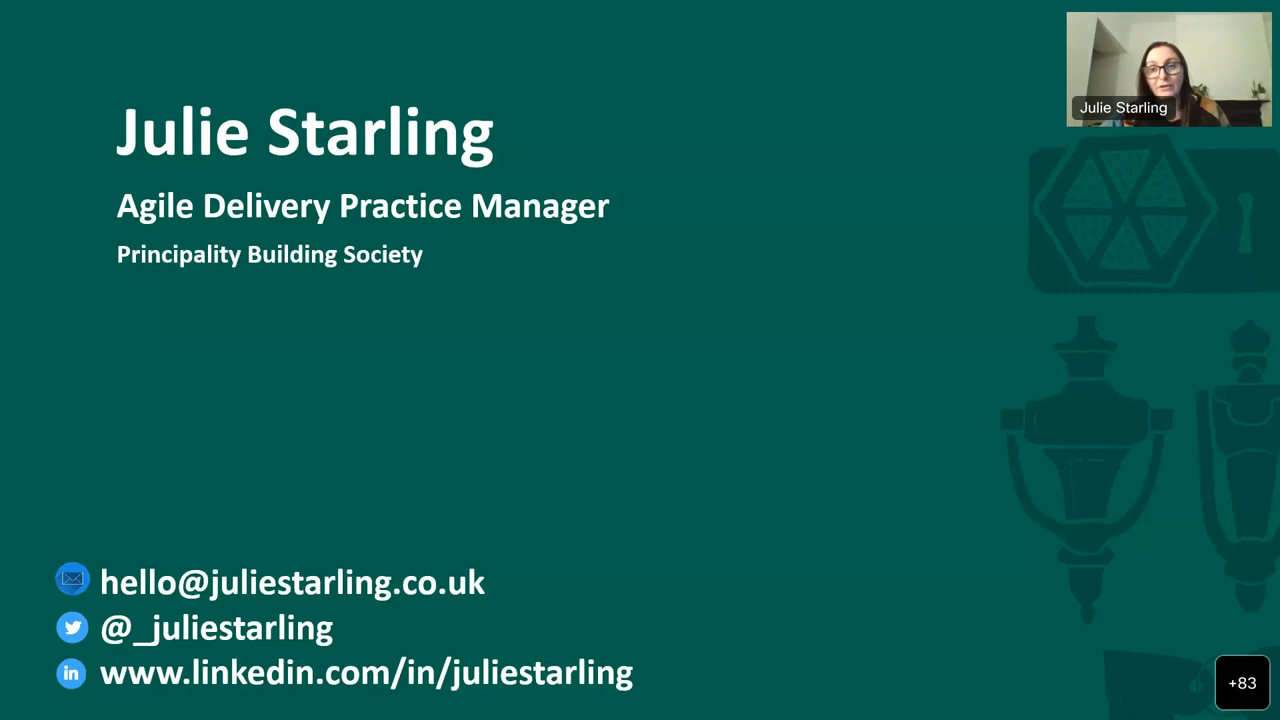 Julie Starling
Agile Delivery Practice Manager
Principality Building Society
Julie Starling
hello@juliestarling.co.uk
@_juliestarling
www.linkedin.com/in/juliestarling
+83